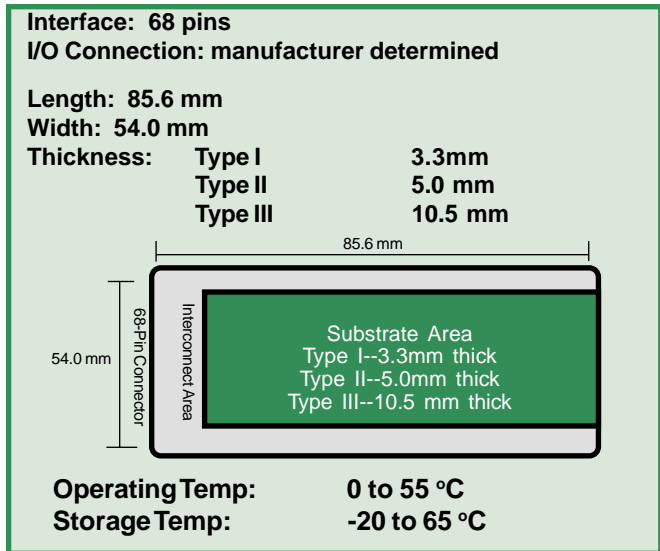 Interface: 68 pins
I/O Connection: manufacturer determined
Length: 85.6 mm
Width: 54.0 mm
Thickness: Type I 3.3mm
Type II 5.0 mm
Type III 10.5 mm
85.6 mm
54.0 mm
68-Pin Connector
Interconnect Area
Substrate Area
Type I--3.3mm thick
Type II--5.0mm thick
Type III--10.5 mm thick
Operating Temp: 0 to 55 ºC
Storage Temp: -20 to 65 ºC